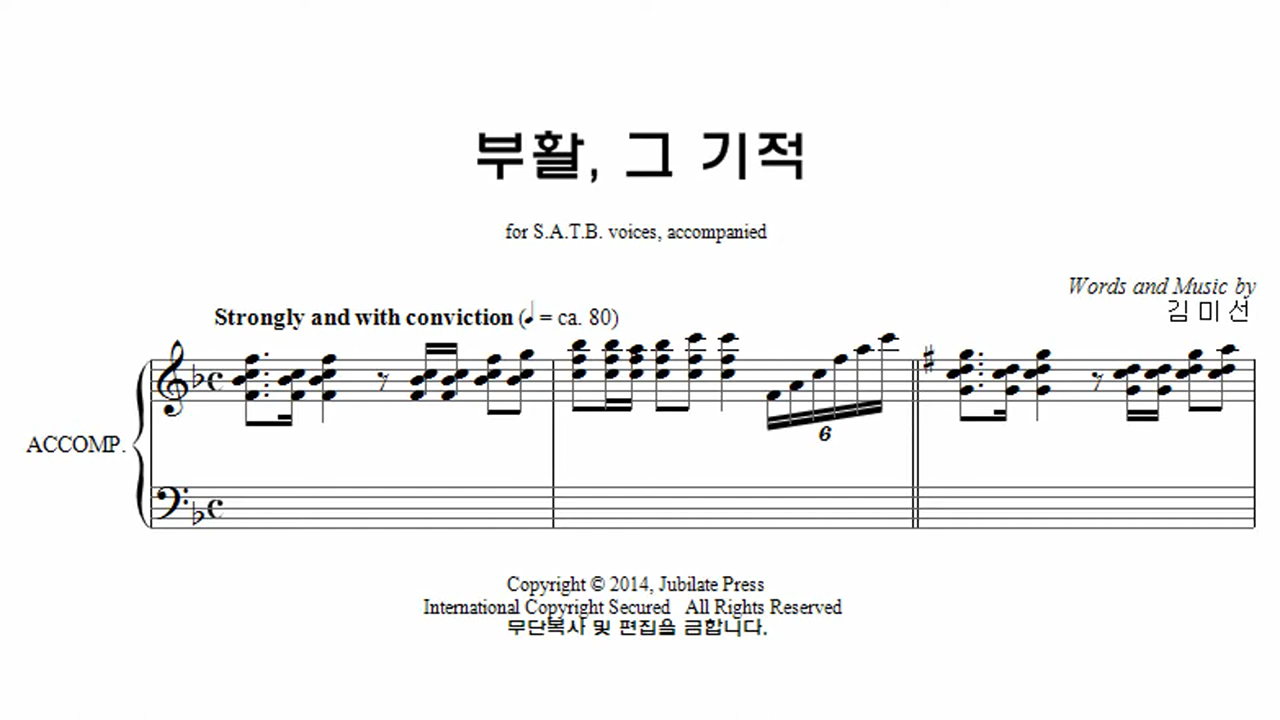 부활, 그 기적
for S.A.T.B. voices, accompanied
Words and Music by
김 미 선
Strongly and with conviction (♩ = ca. 80)
ACCOMP.
6
Copyright © 2014, Jubilate Press
International Copyright Secured All Rights Reserved
무단복사 및 편집을 금합니다.